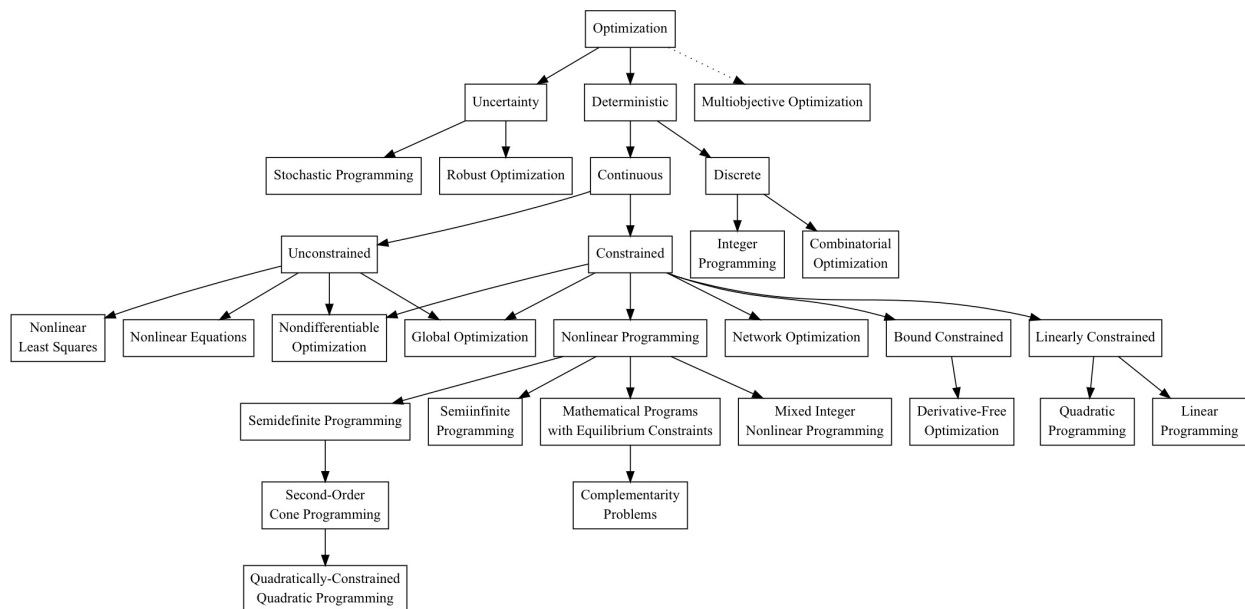 Optimization
Uncertainty
Deterministic
Multiobjective Optimization
Stochastic Programming
Robust Optimization
Continuous
Discrete
Unconstrained
Constrained
Integer
Programming
Combinatorial
Optimization
Nonlinear
Least Squares
Nonlinear Equations
Nondifferentiable
Optimization
Global Optimization
Nonlinear Programming
Network Optimization
Bound Constrained
Linearly Constrained
Semidefinite Programming
Semiinfinite
Programming
Mathematical Programs
with Equilibrium Constraints
Mixed Integer
Nonlinear Programming
Derivative-Free
Optimization
Quadratic
Programming
Linear
Programming
Second-Order
Cone Programming
Complementarity
Problems
Quadratically-Constrained
Quadratic Programming